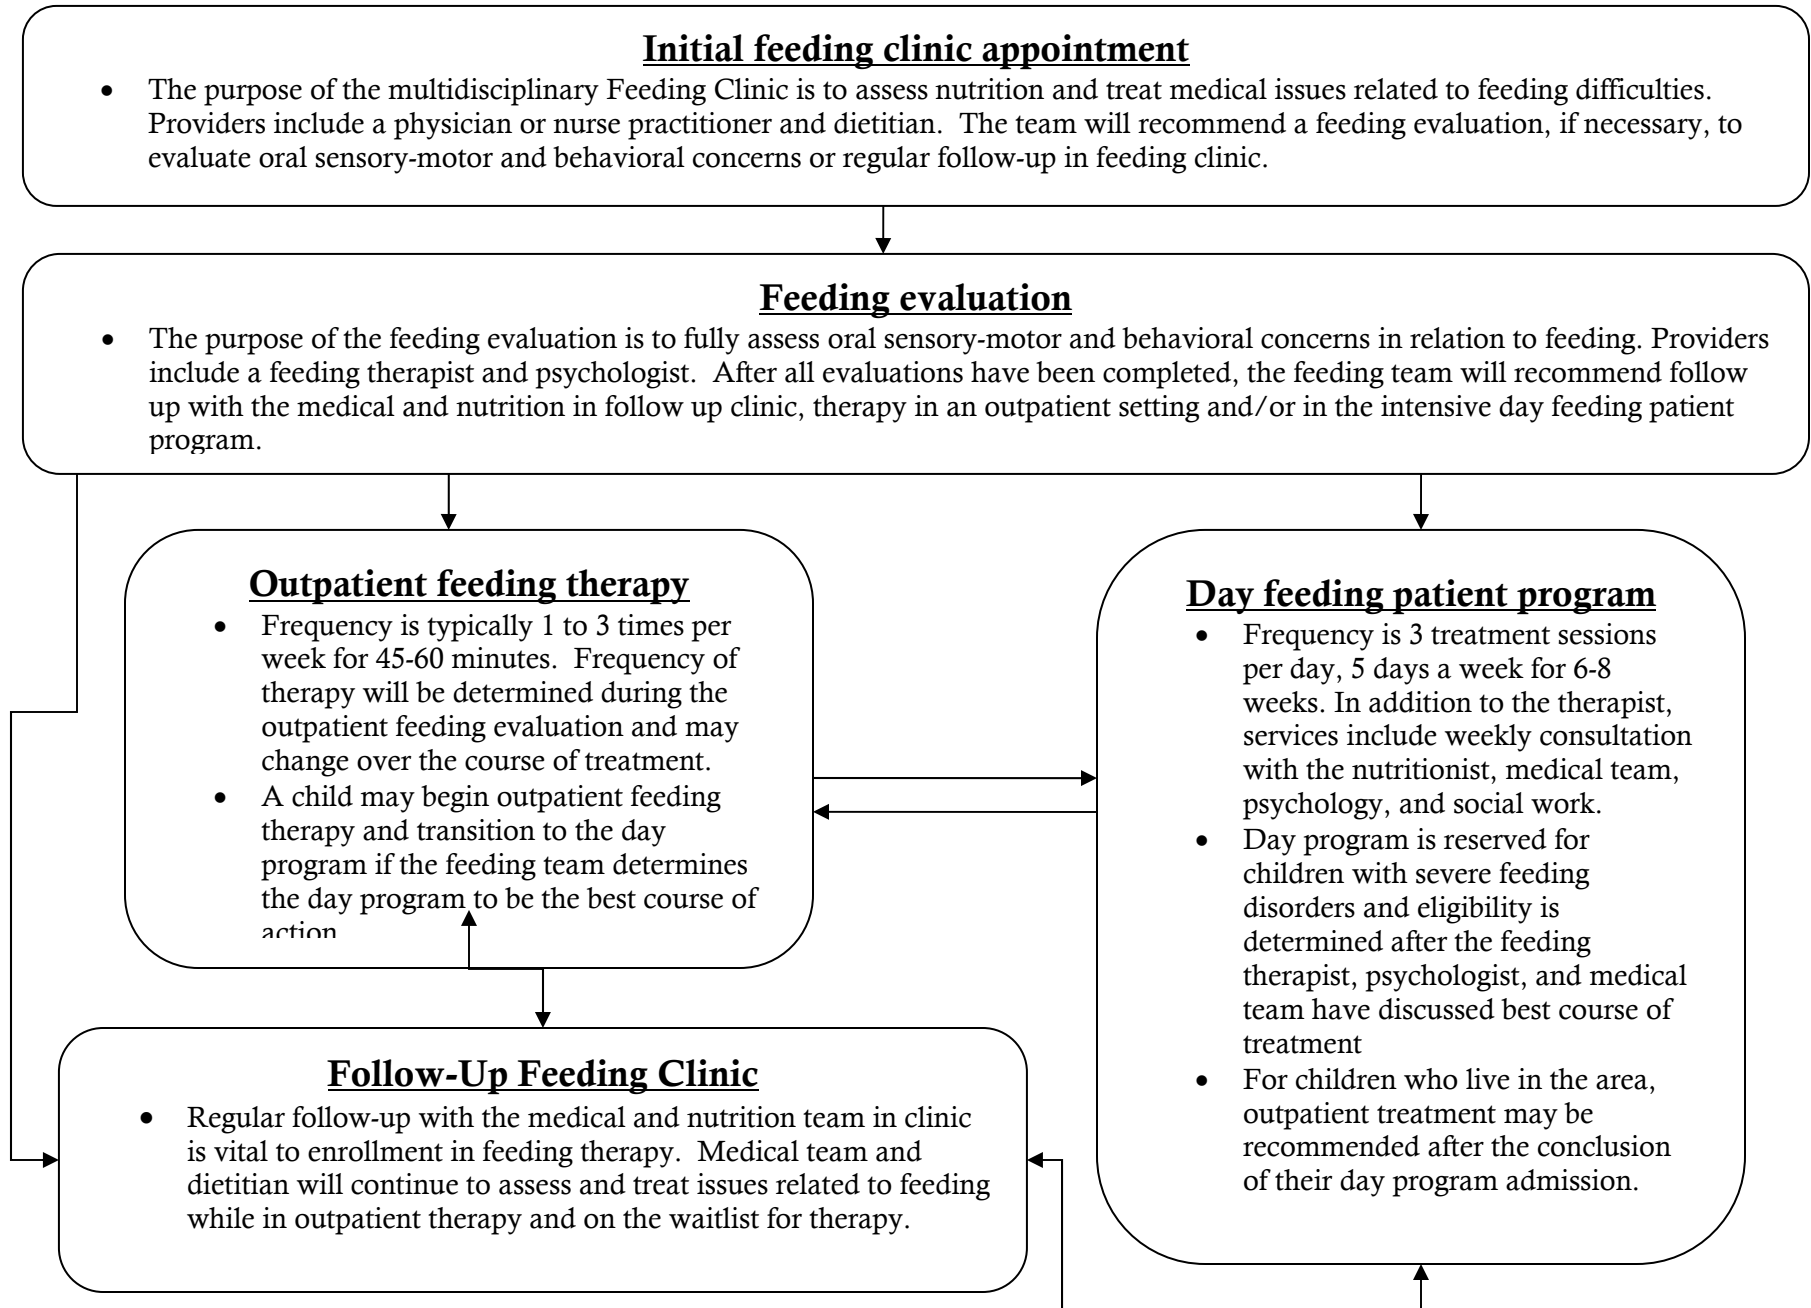 Initial feeding clinic appointment
• The purpose of the multidisciplinary Feeding Clinic is to assess nutrition and treat medical issues related to feeding difficulties.
Providers include a physician or nurse practitioner and dietitian.  The team will recommend a feeding evaluation, if necessary, to
evaluate oral sensory-motor and behavioral concerns or regular follow-up in feeding clinic.
Feeding evaluation
• The purpose of the feeding evaluation is to fully assess oral sensory-motor and behavioral concerns in relation to feeding. Providers
include a feeding therapist and psychologist.  After all evaluations have been completed, the feeding team will recommend follow
up with the medical and nutrition in follow up clinic, therapy in an outpatient setting and/or in the intensive day feeding patient
program.
Outpatient feeding therapy
• Frequency is typically 1 to 3 times per
week for 45-60 minutes.  Frequency of
therapy will be determined during the
outpatient feeding evaluation and may
change over the course of treatment.
• A child may begin outpatient feeding
therapy and transition to the day
program if the feeding team determines
the day program to be the best course of
action
Day feeding patient program
• Frequency is 3 treatment sessions
per day, 5 days a week for 6-8
weeks. In addition to the therapist,
services include weekly consultation
with the nutritionist, medical team,
psychology, and social work.
• Day program is reserved for
children with severe feeding
disorders and eligibility is
determined after the feeding
therapist, psychologist, and medical
team have discussed best course of
treatment
• For children who live in the area,
outpatient treatment may be
recommended after the conclusion
of their day program admission.
Follow-Up Feeding Clinic
• Regular follow-up with the medical and nutrition team in clinic
is vital to enrollment in feeding therapy.  Medical team and
dietitian will continue to assess and treat issues related to feeding
while in outpatient therapy and on the waitlist for therapy.